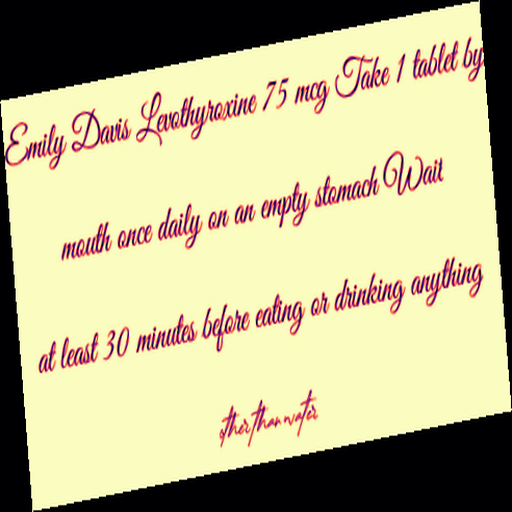 Emily Davis Levothyroxine 75 mcg Take 1 tablet by
mouth once daily on an empty stomach Wait
at least 30 minutes before eating or drinking anything
other than water